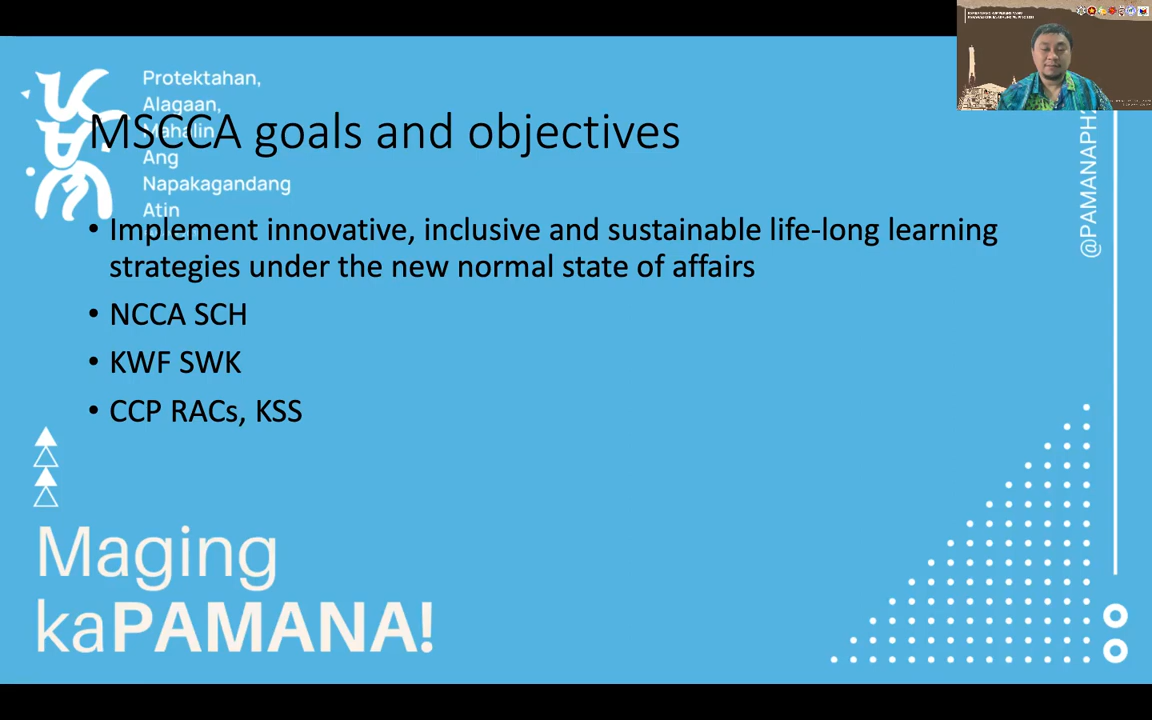 Protektahan,
Alagaan,
Mahalin
Ang
Napakagandang
Atin
MSCCA goals and objectives
• Implement innovative, inclusive and sustainable life-long learning
strategies under the new normal state of affairs
• NCCA SCH
• KWF SWK
• CCP RACs, KSS
Maging
kaPAMANA!